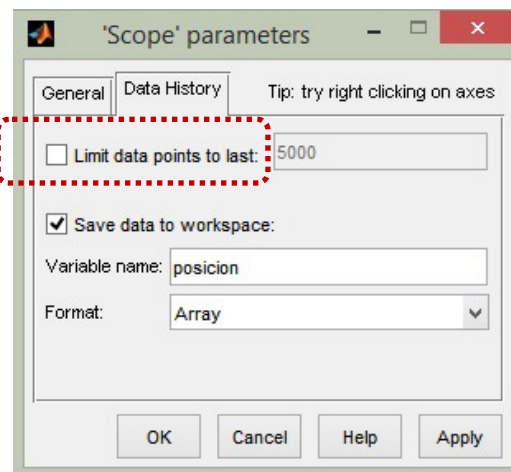 'Scope' parameters
General Data History Tip: try right clicking on axes
Limit data points to last: 5000
Save data to workspace:
Variable name: posicion
Format: Array
OK Cancel Help Apply